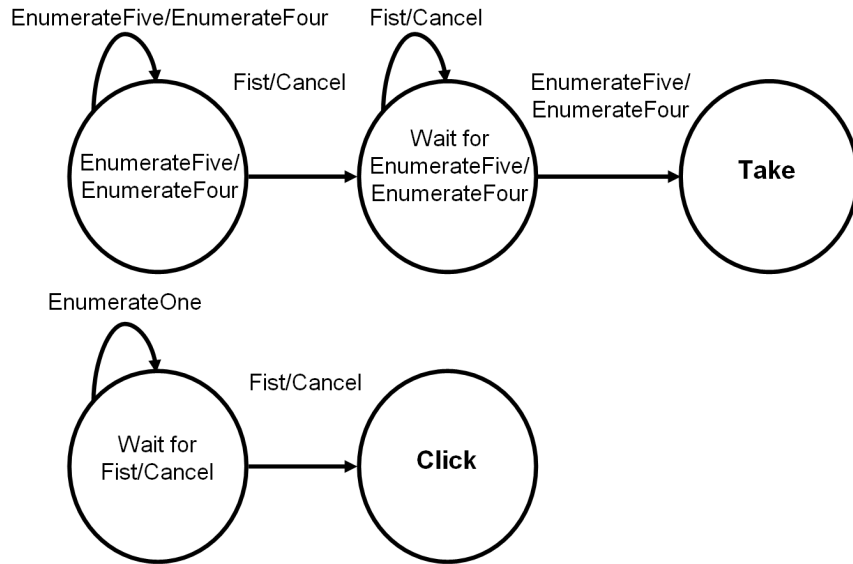 EnumerateFive/EnumerateFour
Fist/Cancel
Fist/Cancel
EnumerateFive/
EnumerateFour
EnumerateFive/
EnumerateFour
Wait for
EnumerateFive/
EnumerateFour
Take
EnumerateOne
Fist/Cancel
Wait for
Fist/Cancel
Click